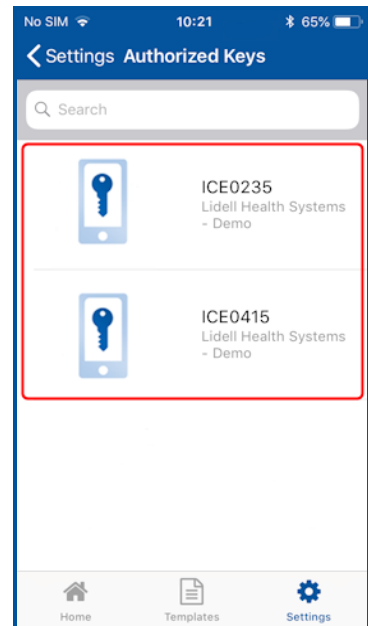 No SIM 10:21 65%
Settings Authorized Keys
Search
ICE0235
Lidell Health Systems
- Demo
ICE0415
Lidell Health Systems
- Demo
Home Templates Settings